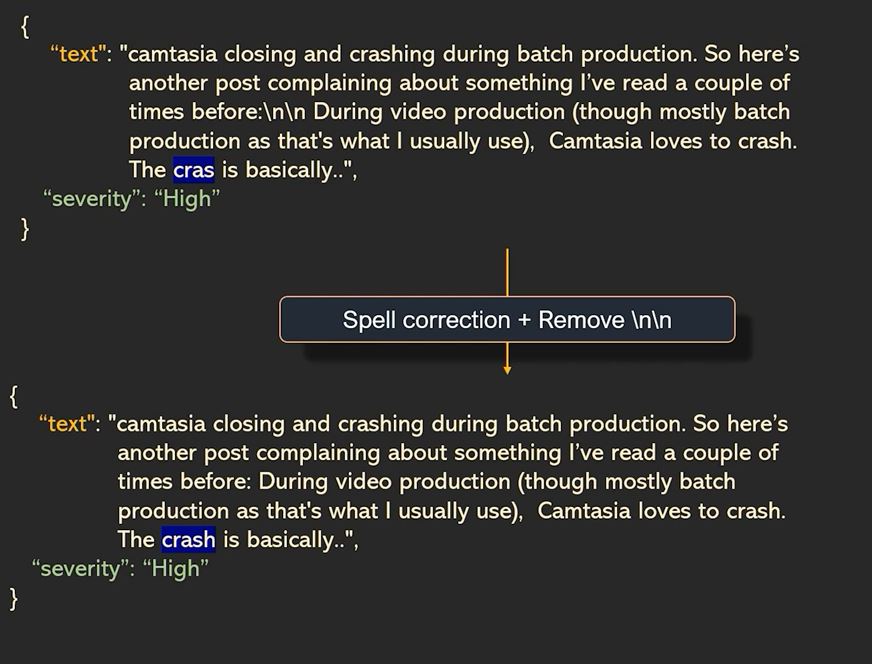 {
“text": "camtasia closing and crashing during batch production. So here’s
another post complaining about something I’ve read a couple of
times before:\n\n During video production (though mostly batch
production as that's what I usually use),  Camtasia loves to crash.
The cras is basically..",
“severity”: “High”
}
Spell correction + Remove \n\n
{
“text": "camtasia closing and crashing during batch production. So here’s
another post complaining about something I’ve read a couple of
times before: During video production (though mostly batch
production as that's what I usually use),  Camtasia loves to crash.
The crash is basically..",
“severity”: “High”
}